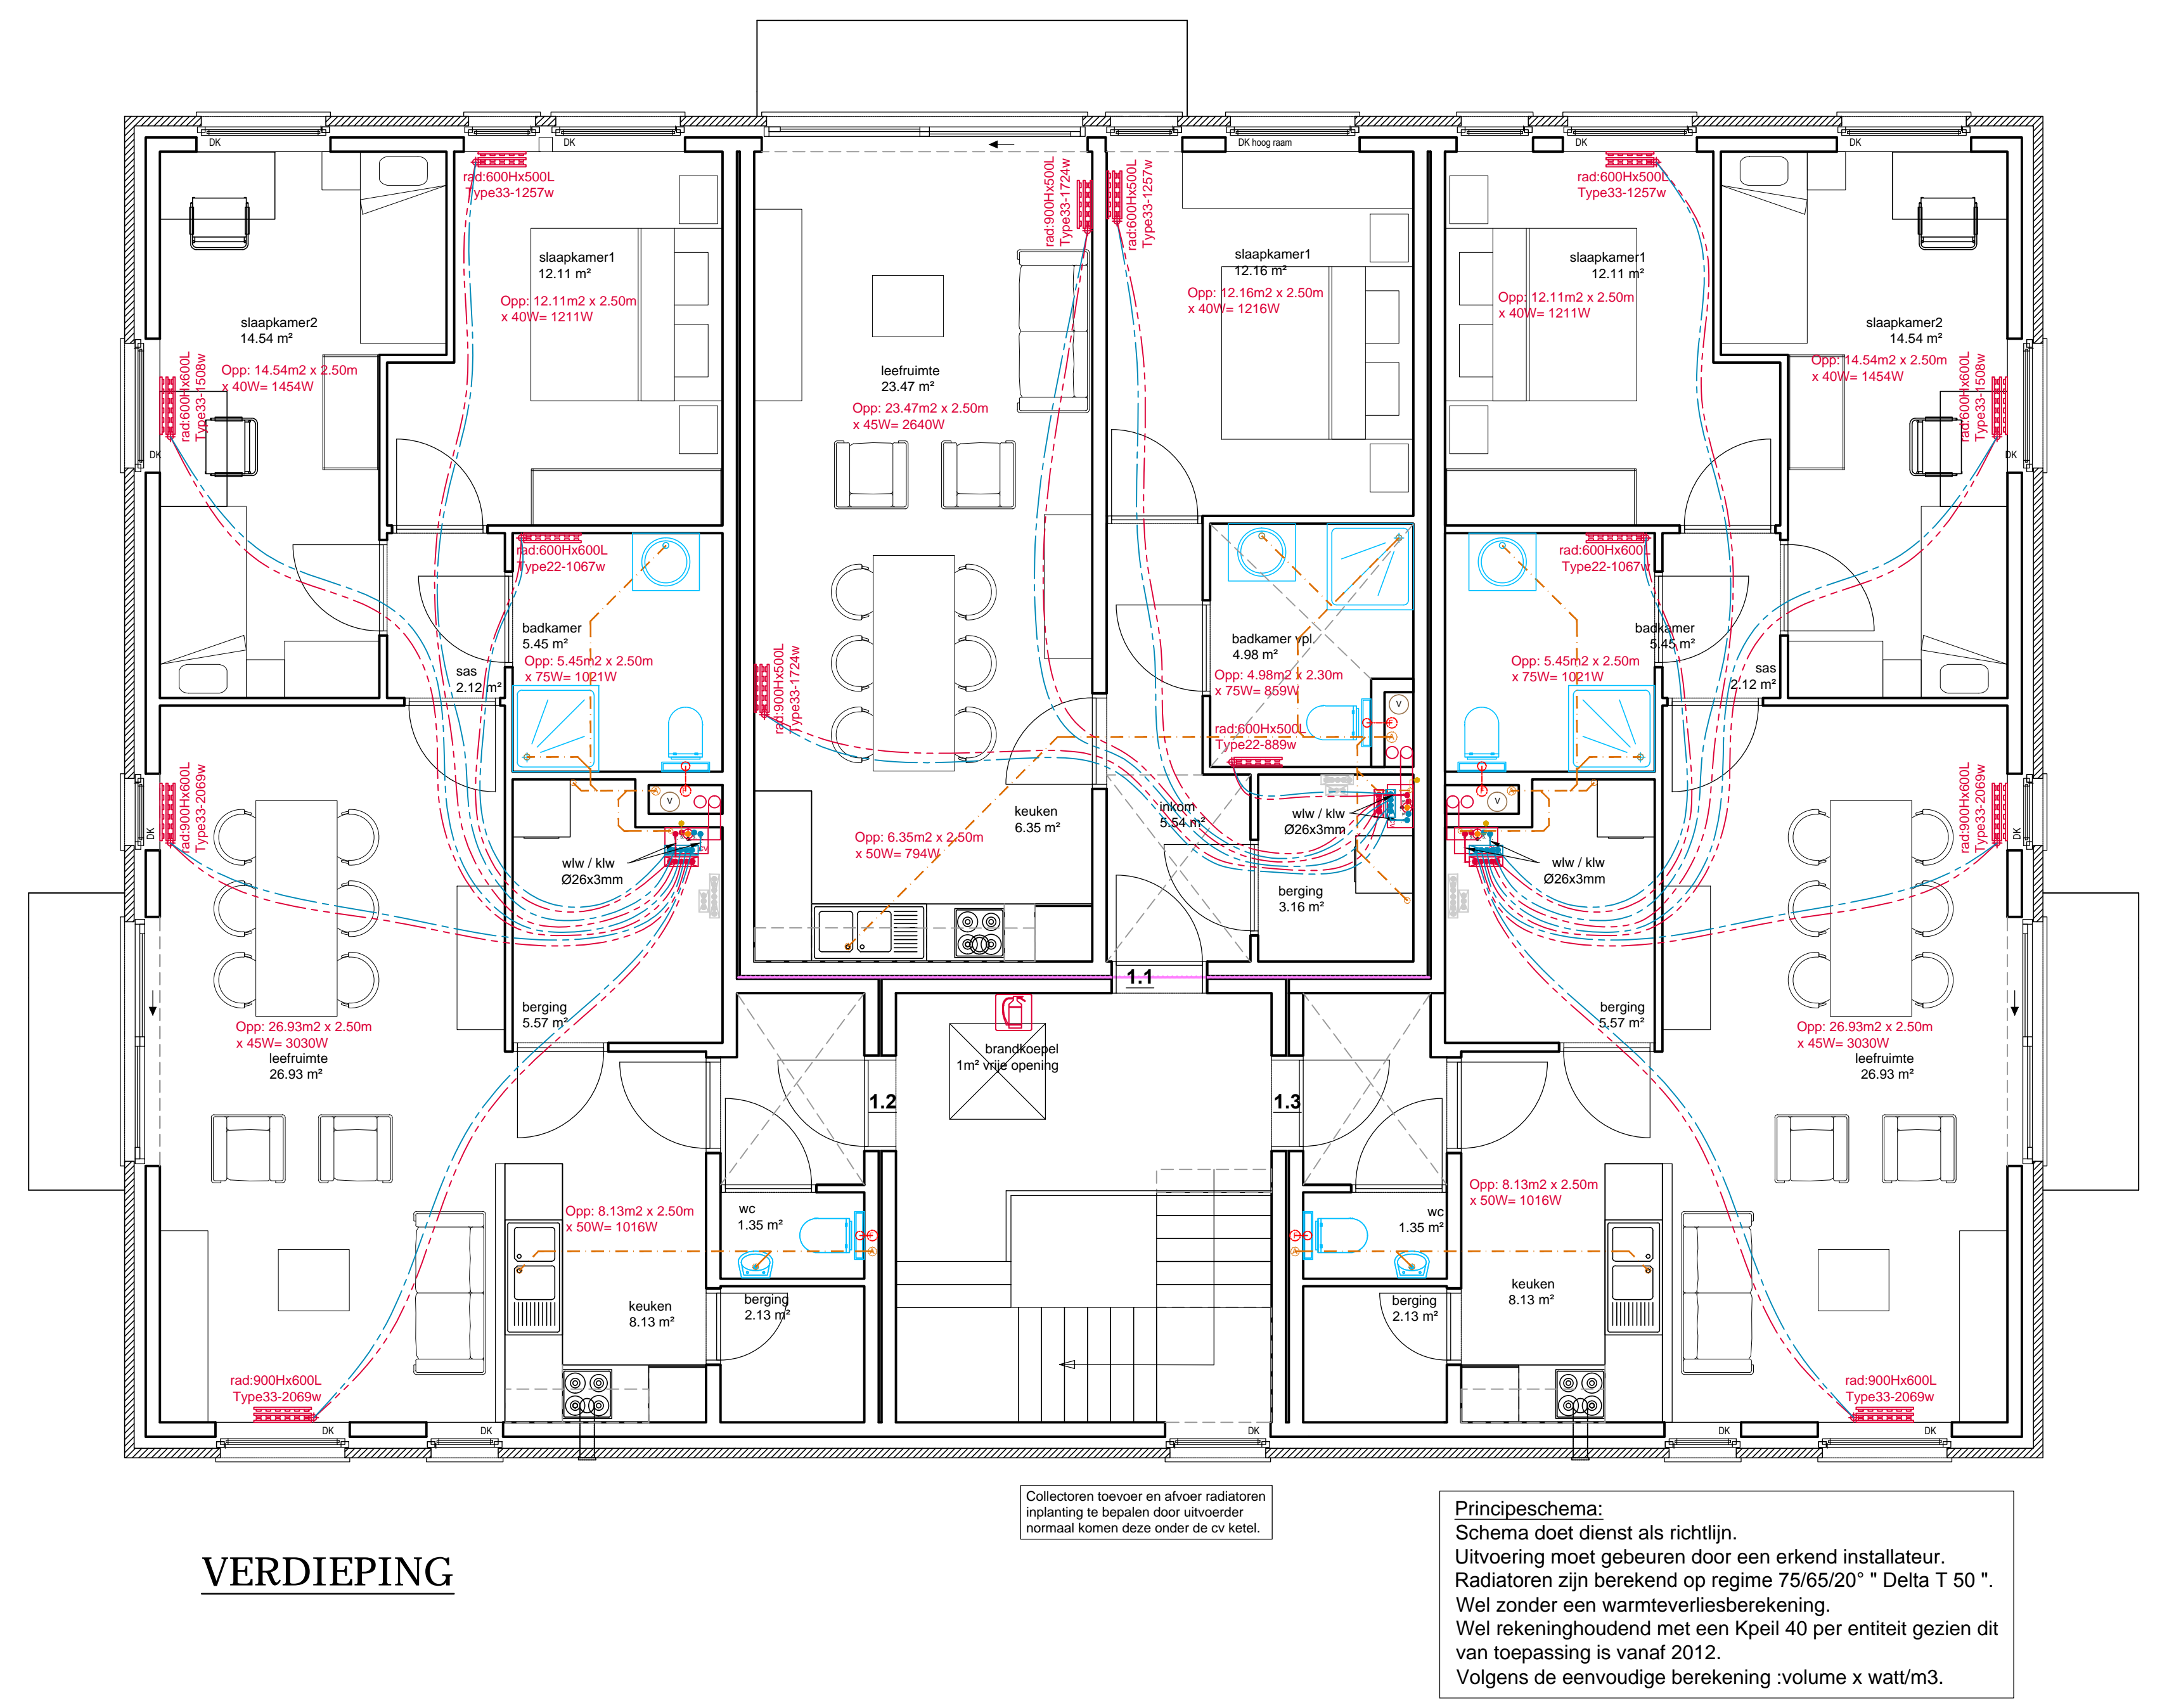 DK
DK
DK hoog raam
DK
DK
rad:600Hx500L
Type33-1257w
rad:900Hx500L
Type33-1724w
rad:600Hx500L
Type33-1257w
rad:600Hx500L
Type33-1257w
slaapkamer1
12.11 m²
Opp: 12.11m2 x 2.50m
x 40W= 1211W
slaapkamer1
12.16 m²
Opp: 12.16m2 x 2.50m
x 40W= 1216W
slaapkamer1
12.11 m²
Opp: 12.11m2 x 2.50m
x 40W= 1211W
slaapkamer2
14.54 m²
Opp: 14.54m2 x 2.50m
x 40W= 1454W
rad:600Hx600L
Type33-1508w
DK
leefruimte
23.47 m²
Opp: 23.47m2 x 2.50m
x 45W= 2640W
slaapkamer2
14.54 m²
Opp: 14.54m2 x 2.50m
x 40W= 1454W
rad:600Hx600L
Type33-1508w
DK
rad:600Hx600L
Type22-1067w
rad:600Hx600L
Type22-1067w
badkamer
5.45 m²
Opp: 5.45m2 x 2.50m
x 75W= 1021W
sas
2.12 m²
rad:900Hx500L
Type33-1724w
badkamer vpl.
4.98 m²
Opp: 4.98m2 x 2.30m
x 75W= 859W
rad:600Hx500L
Type22-889w
badkamer
5.45 m²
Opp: 5.45m2 x 2.50m
x 75W= 1021W
sas
2.12 m²
V
V
V
rad:900Hx600L
Type33-2069w
DK
rad:900Hx600L
Type33-2069w
DK
keuken
6.35 m²
Opp: 6.35m2 x 2.50m
x 50W= 794W
inkom
5.54 m²
wlw / klw
Ø26x3mm
wlw / klw
Ø26x3mm
wlw / klw
Ø26x3mm
berging
3.16 m²
1.1
berging
5.57 m²
berging
5.57 m²
Opp: 26.93m2 x 2.50m
x 45W= 3030W
leefruimte
26.93 m²
brandkoepel
1m² vrije opening
Opp: 26.93m2 x 2.50m
x 45W= 3030W
leefruimte
26.93 m²
1.2
1.3
Opp: 8.13m2 x 2.50m
x 50W= 1016W
wc
1.35 m²
Opp: 8.13m2 x 2.50m
x 50W= 1016W
wc
1.35 m²
keuken
8.13 m²
berging
2.13 m²
berging
2.13 m²
keuken
8.13 m²
rad:900Hx600L
Type33-2069w
rad:900Hx600L
Type33-2069w
DK
DK
DK
DK
DK
Collectoren toevoer en afvoer radiatoren
inplanting te bepalen door uitvoerder
normaal komen deze onder de cv ketel.
VERDIEPING
Principeschema:
Schema doet dienst als richtlijn.
Uitvoering moet gebeuren door een erkend installateur.
Radiatoren zijn berekend op regime 75/65/20° " Delta T 50 ".
Wel zonder een warmteverliesberekening.
Wel rekeninghoudend met een Kpeil 40 per entiteit gezien dit
van toepassing is vanaf 2012.
Volgens de eenvoudige berekening :volume x watt/m3.